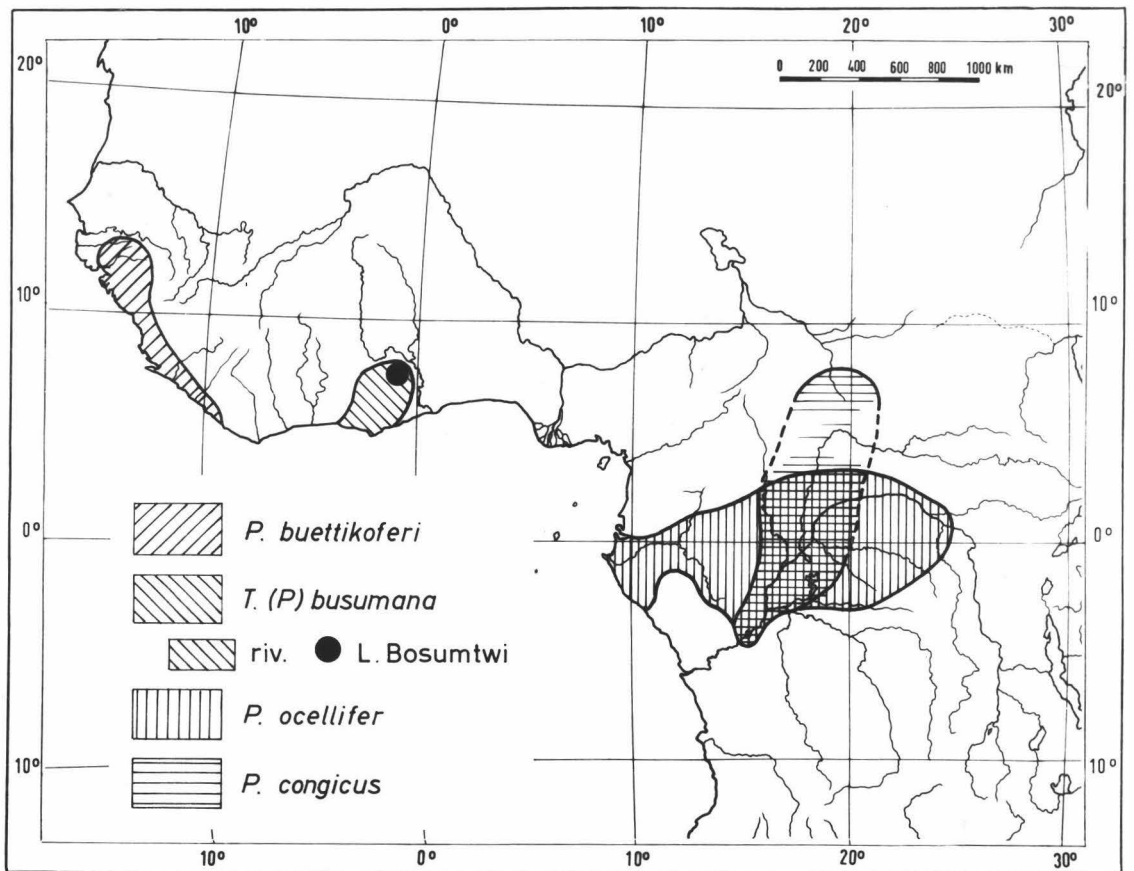 10° 0° 10° 20° 30°
0 200 400 600 800 1000 km
20° 20°
10° 10°
0° 0°
P. buettikoferi
T. (P) busumana
riv. L. Bosumtwi
P. ocellifer
P. congicus
10° 10°
10° 0° 10° 20° 30°